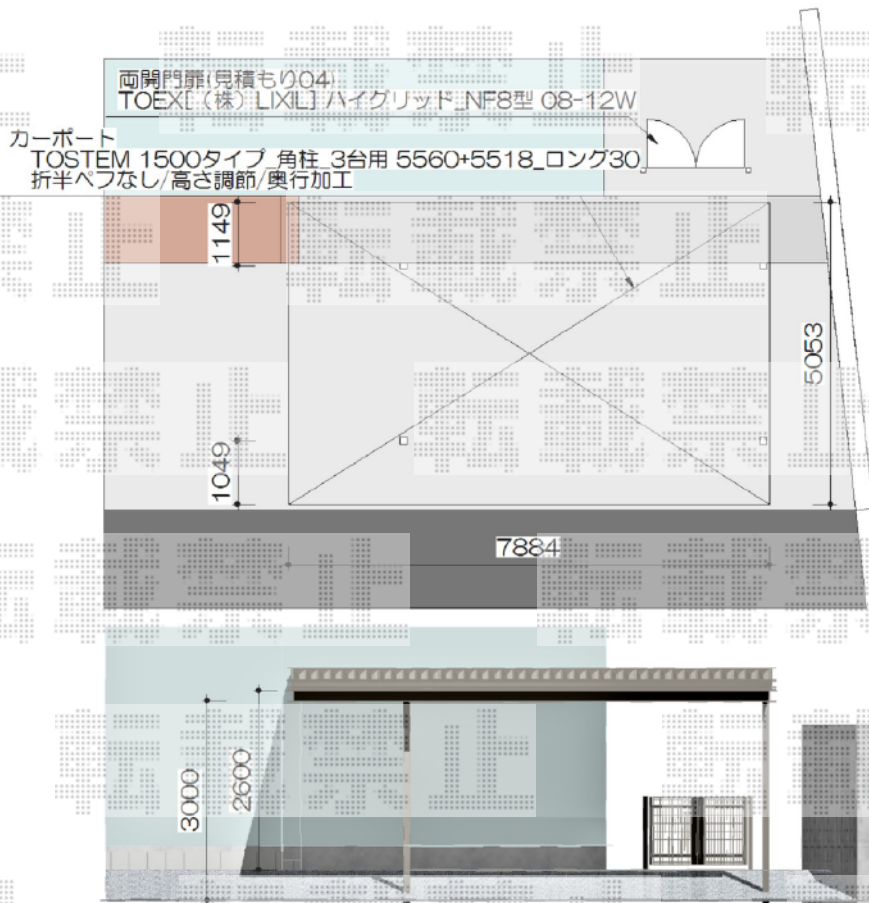 両開門扉(見積もり04)
TOEX[（株）LIXIL] ハイグリッド_NF8型 08-12W
カーポート
TOSTEM 1500タイプ_角柱_3台用 5560+5518_ロング30
折半ペフなし/高さ調節/奥行加工
1149
5053
1049
7884
3000
2600
転載禁止